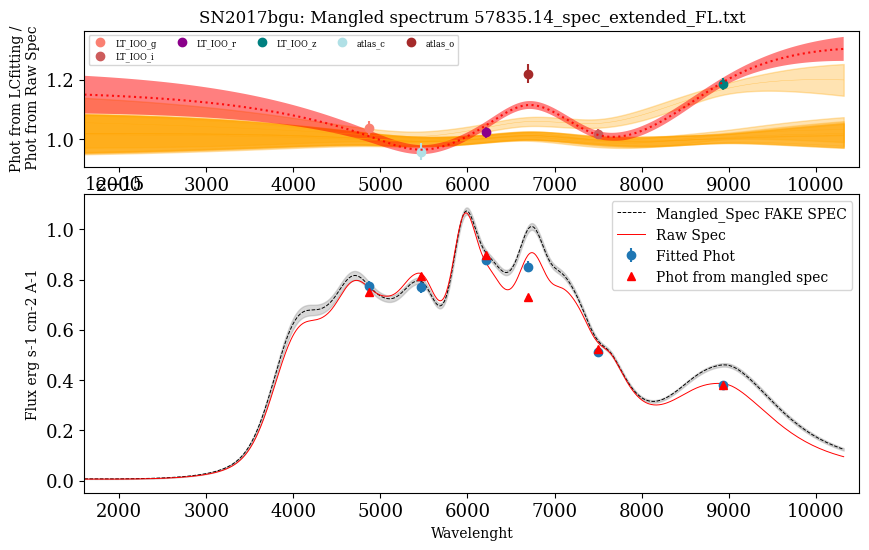 SN2017bgu: Mangled spectrum 57835.14_spec_extended_FL.txt
Phot from LCfitting /
Phot from Raw Spec
LT_IOO_g LT_IOO_r LT_IOO_z atlas_c atlas_o
LT_IOO_i
1.2
1.0
2000 3000 4000 5000 6000 7000 8000 9000 10000
1e−15
Flux erg s-1 cm-2 A-1
Mangled_Spec FAKE SPEC
Raw Spec
Fitted Phot
Phot from mangled spec
1.0
0.8
0.6
0.4
0.2
0.0
2000 3000 4000 5000 6000 7000 8000 9000 10000
Wavelenght